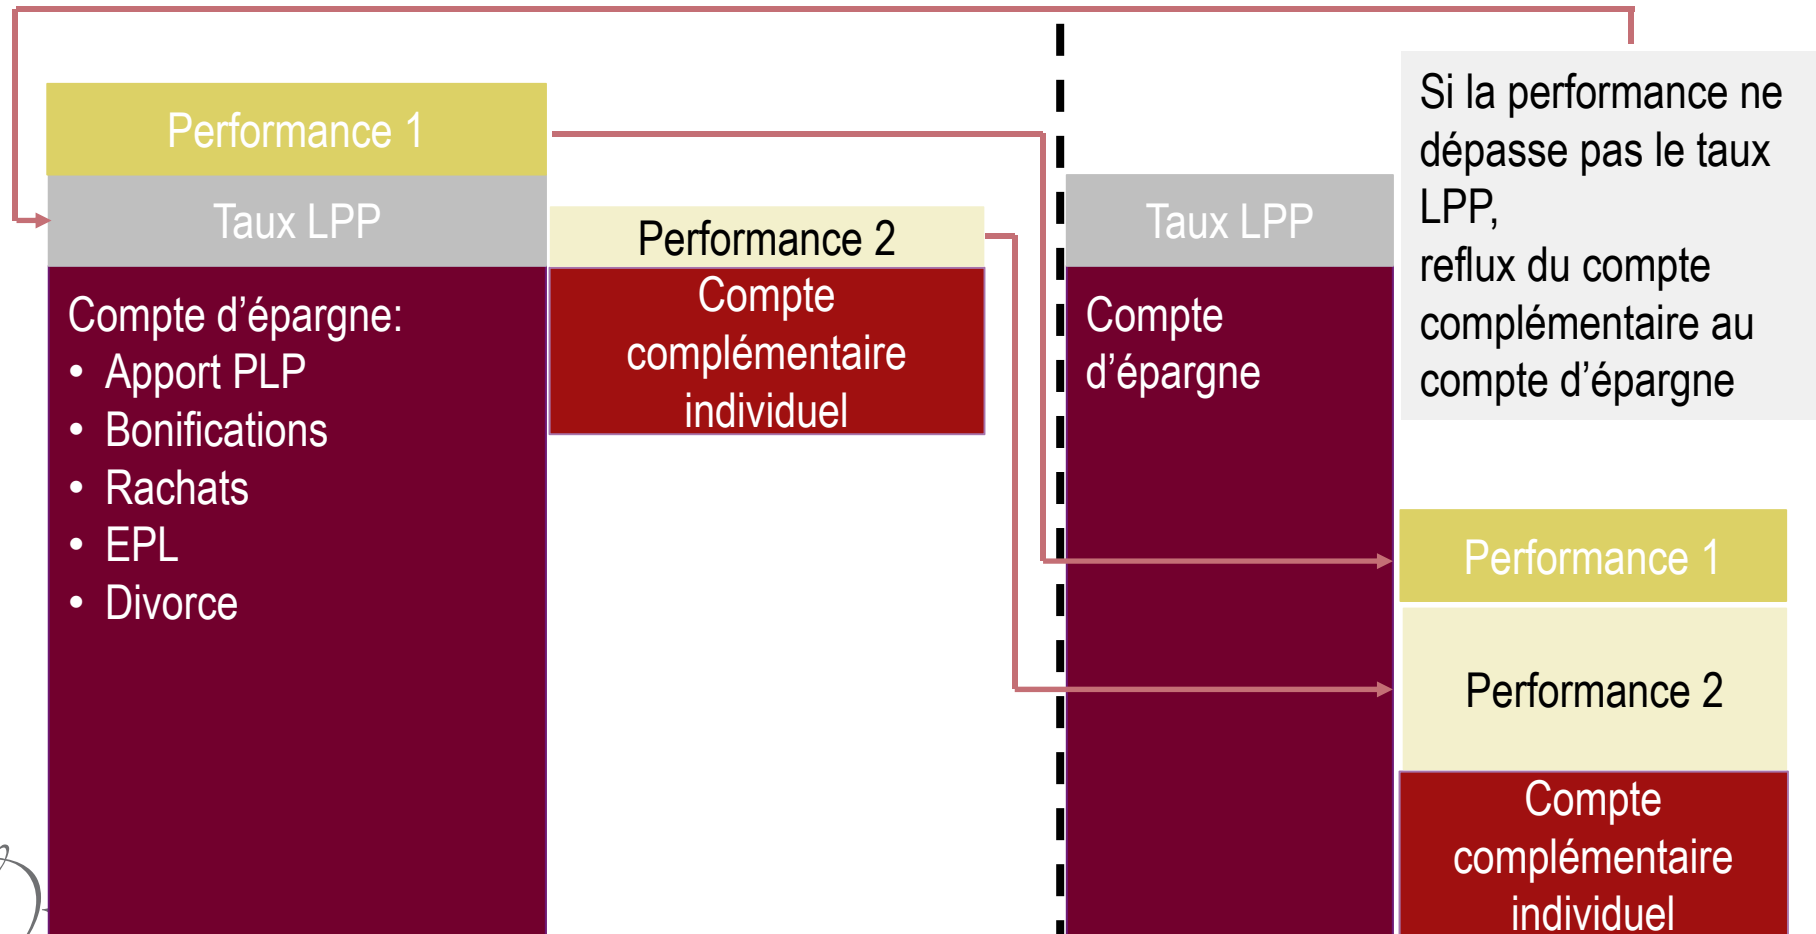 Performance 1
Taux LPP
Compte d’épargne:
• Apport PLP
• Bonifications
• Rachats
• EPL
• Divorce
Performance 2
Compte
complémentaire
individuel
Taux LPP
Compte
d’épargne
Si la performance ne
dépasse pas le taux
LPP,
reflux du compte
complémentaire au
compte d’épargne
Performance 1
Performance 2
Compte
complémentaire
individuel